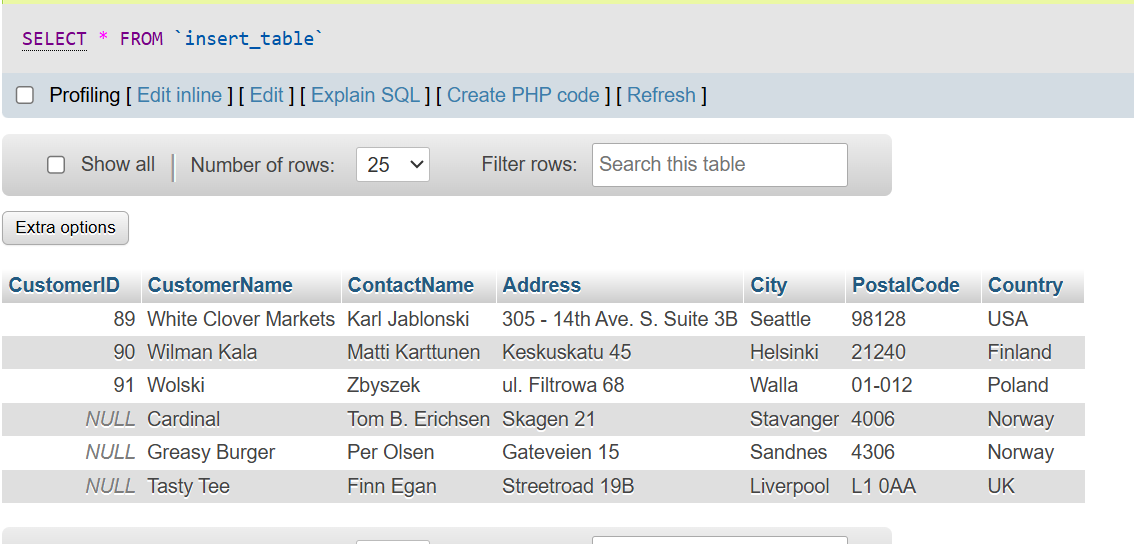 SELECT * FROM `insert_table`
Profiling [ Edit inline ] [ Edit ] [ Explain SQL ] [ Create PHP code ] [ Refresh ]
Show all Number of rows: 25 Filter rows: Search this table
Extra options
CustomerID CustomerName ContactName Address City PostalCode Country
89 White Clover Markets Karl Jablonski 305 - 14th Ave. S. Suite 3B Seattle 98128 USA
90 Wilman Kala Matti Karttunen Keskuskatu 45 Helsinki 21240 Finland
91 Wolski Zbyszek ul. Filtrowa 68 Walla 01-012 Poland
NULL Cardinal Tom B. Erichsen Skagen 21 Stavanger 4006 Norway
NULL Greasy Burger Per Olsen Gateveien 15 Sandnes 4306 Norway
NULL Tasty Tee Finn Egan Streetroad 19B Liverpool L1 0AA UK